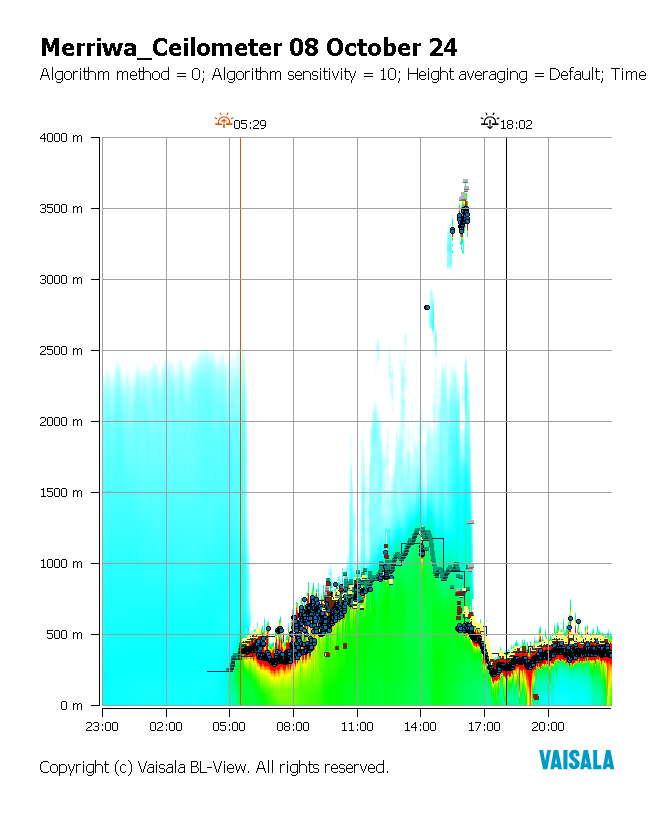 Merriwa_Ceilometer 08 October 24
Algorithm method = 0; Algorithm sensitivity = 10; Height averaging = Default; Time
05:29 18:02
4000 m
3500 m
3000 m
2500 m
2000 m
1500 m
1000 m
500 m
0 m
23:00 02:00 05:00 08:00 11:00 14:00 17:00 20:00
Copyright (c) Vaisala BL-View. All rights reserved.
VAISALA